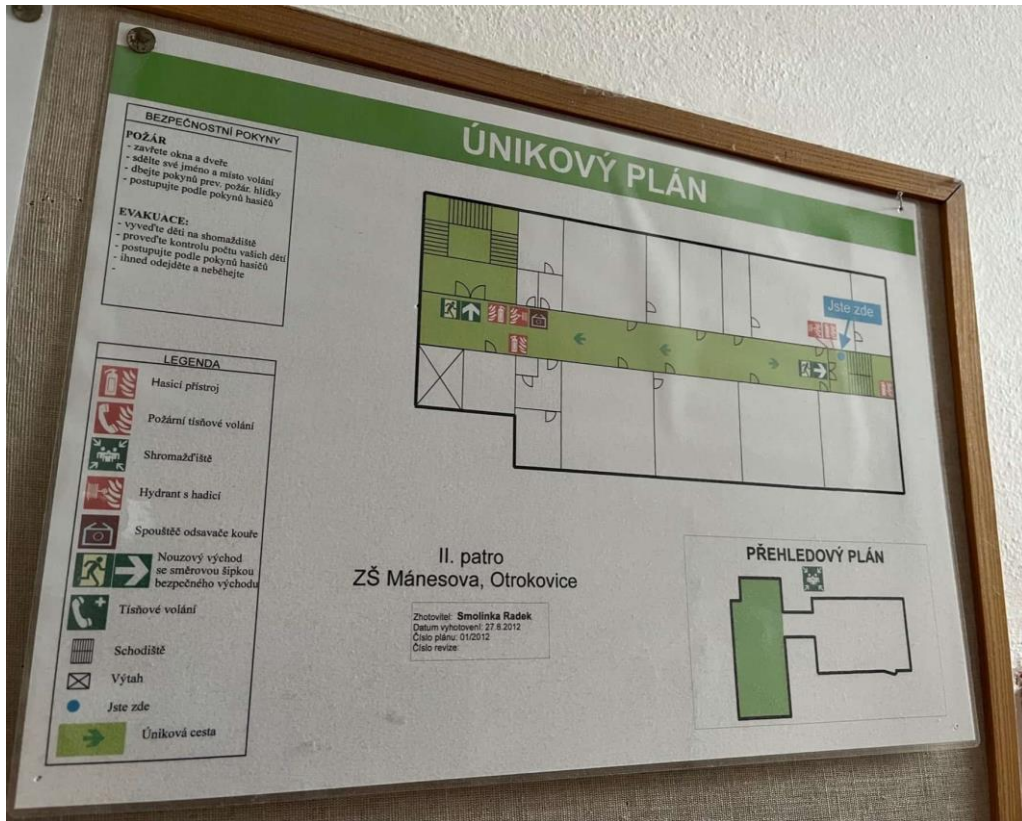 ÚNIKOVÝ PLÁN
BEZPEČNOSTNÍ POKYNY
POŽÁR
- zavřete okna a dveře
- sdělte své jméno a místo volání
- dbejte pokynů prev. požár. hlídky
- postupujte podle pokynů hasičů
EVAKUACE:
- vyveďte děti na shomaždiště
- proveďte kontrolu počtu vašich dětí
- postupujte podle pokynů hasičů
- ihned odejděte a neběhejte
-
Jste zde
LEGENDA
Hasicí přístroj
Požární tísňové volání
Shromažďiště
Hydrant s hadicí
Spouštěč odsavače kouře
Nouzový východ
se směrovou šipkou
bezpečného východu
Tísňové volání
Schodiště
Výtah
Jste zde
Úniková cesta
II. patro
ZŠ Mánesova, Otrokovice
Zhotovitel: Smolinka Radek
Datum vyhotovení: 27.6.2012
Číslo plánu: 01/2012
Číslo revize:
PŘEHLEDOVÝ PLÁN